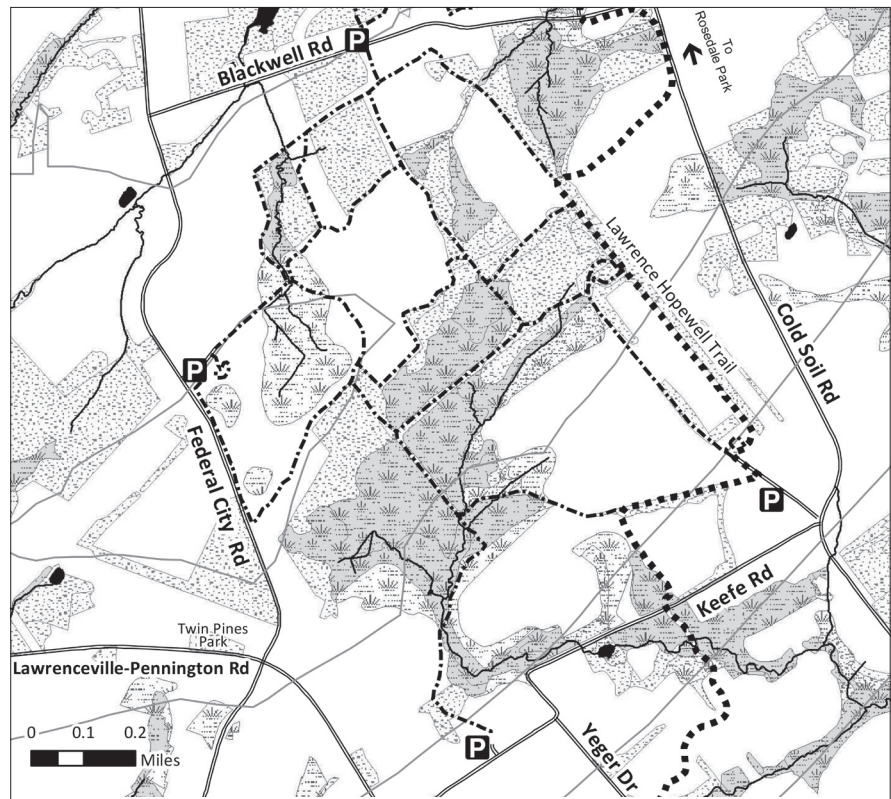 Blackwell Rd
P
To
Rosedale Park
Lawrence Hopewell Trail
Cold Soil Rd
P
Federal City Rd
P
Keefe Rd
Twin Pines
Park
Lawrenceville-Pennington Rd
0 0.1 0.2
Miles
P
Yeger Dr